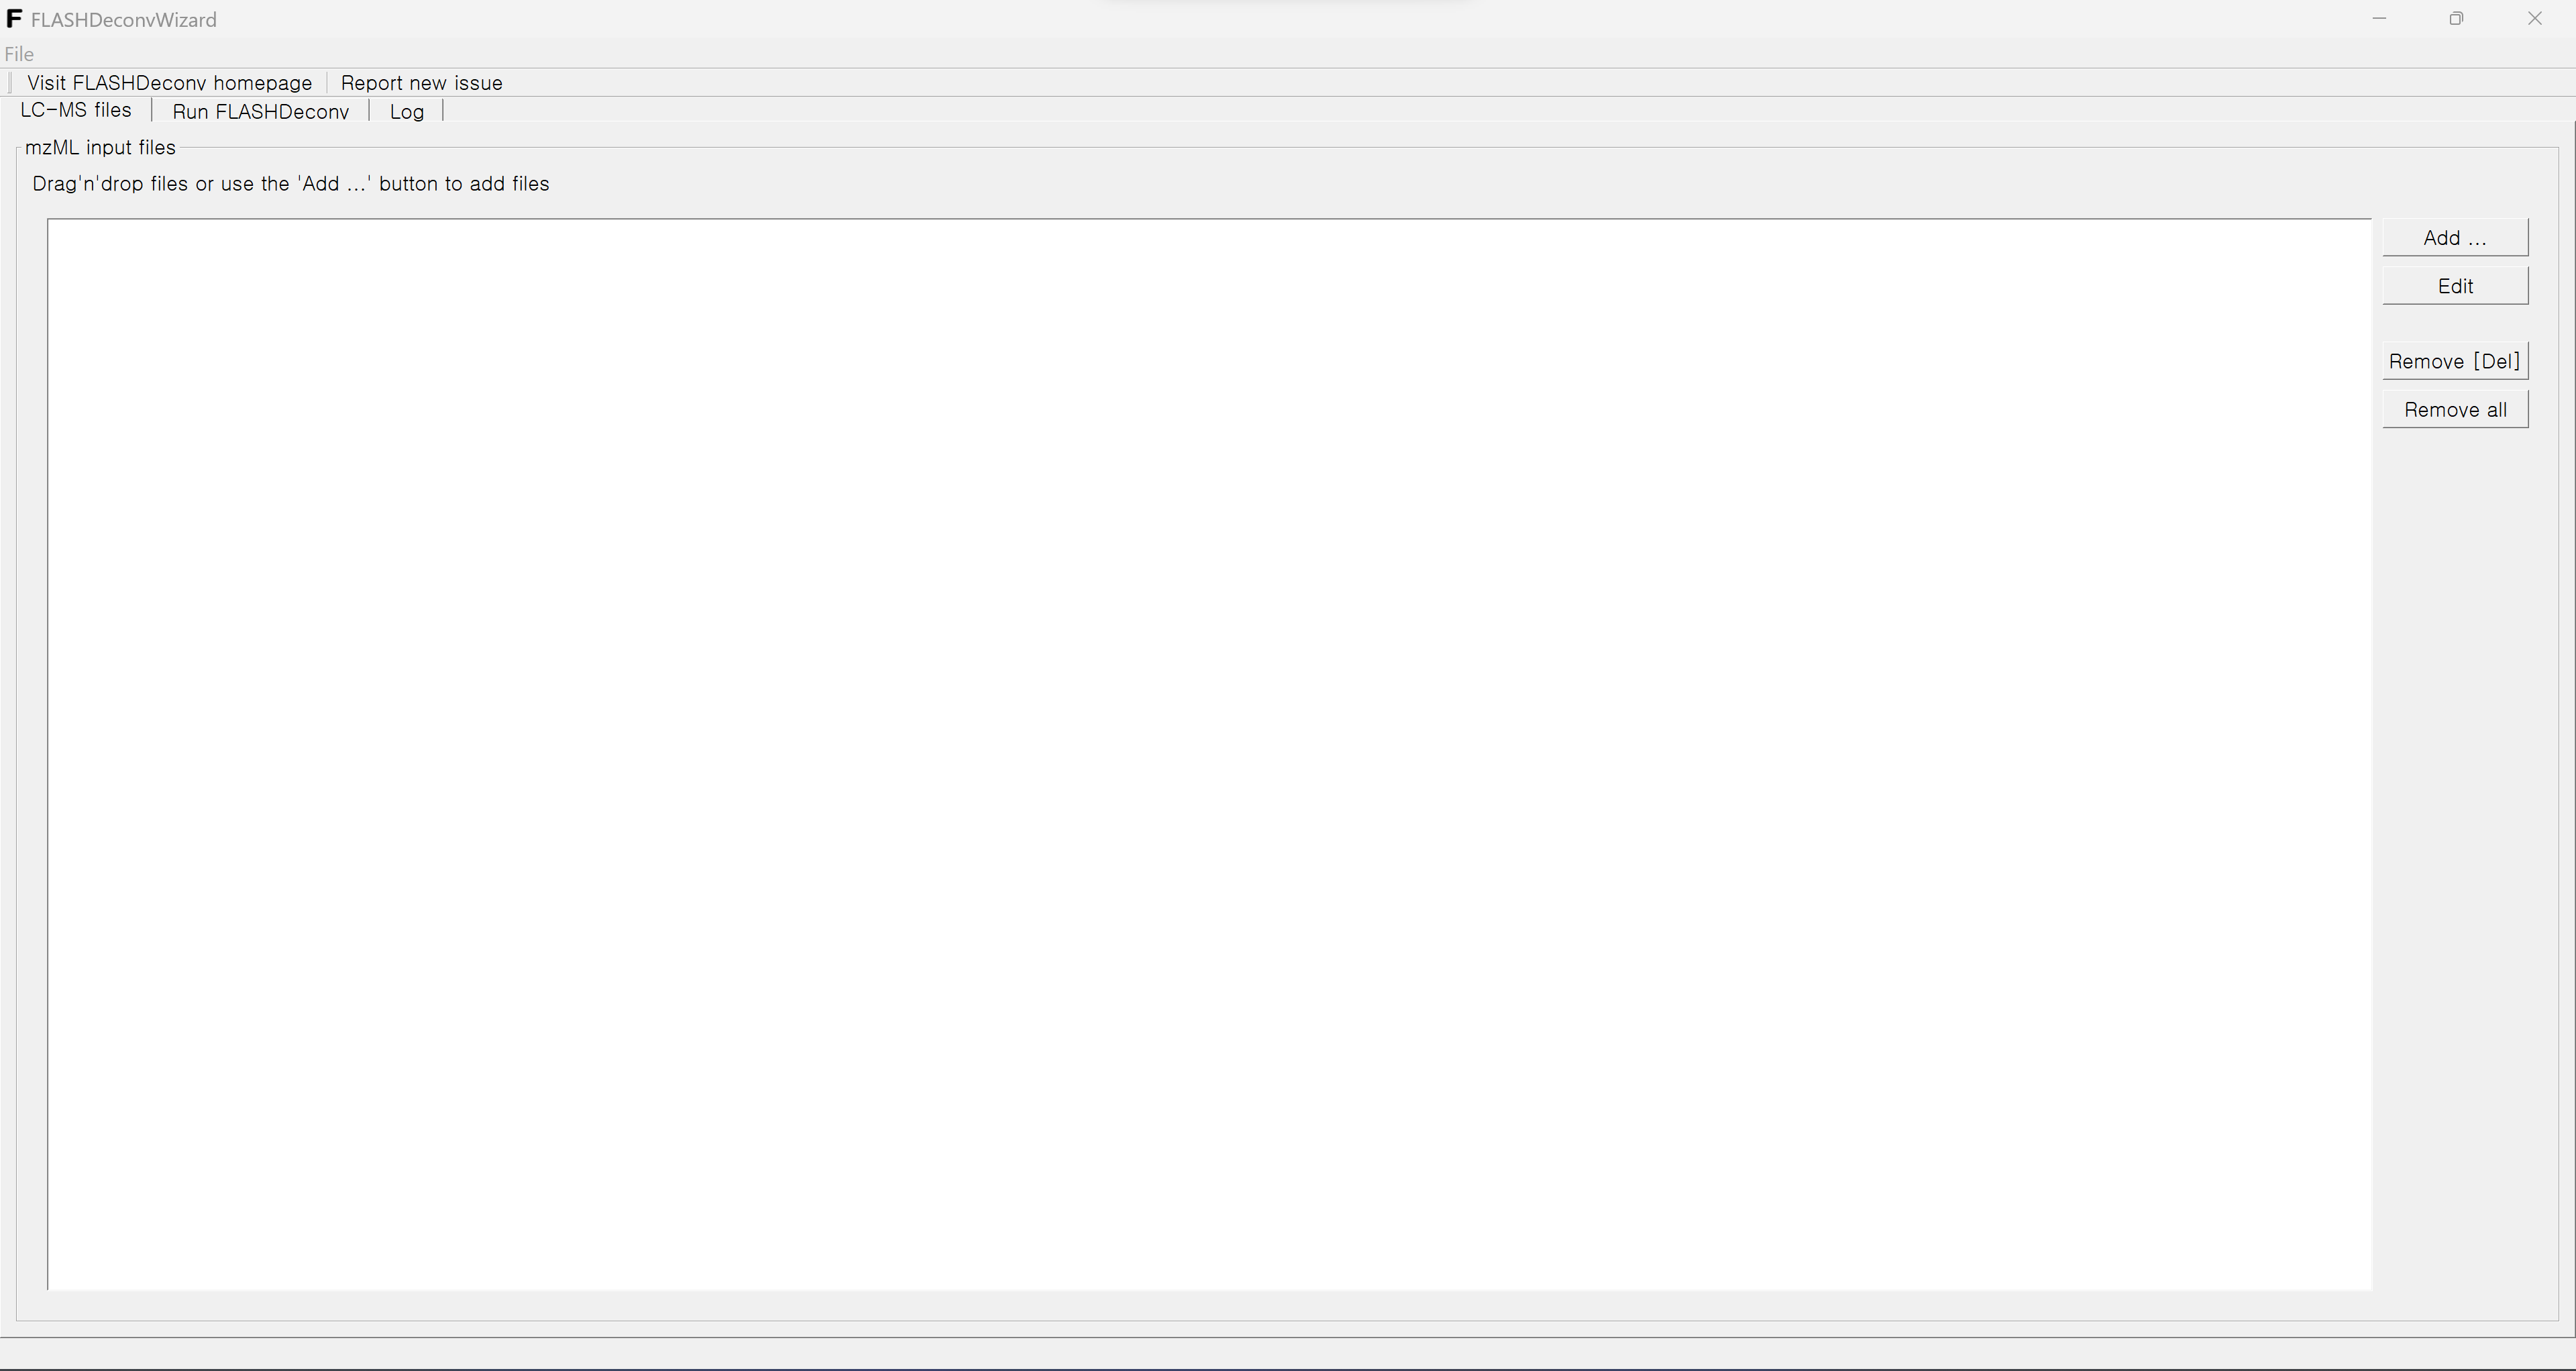 F FLASHDeconvWizard
File
Visit FLASHDeconv homepage Report new issue
LC-MS files Run FLASHDeconv Log
mzML input files
Drag'n'drop files or use the 'Add ...' button to add files
Add ...
Edit
Remove [Del]
Remove all